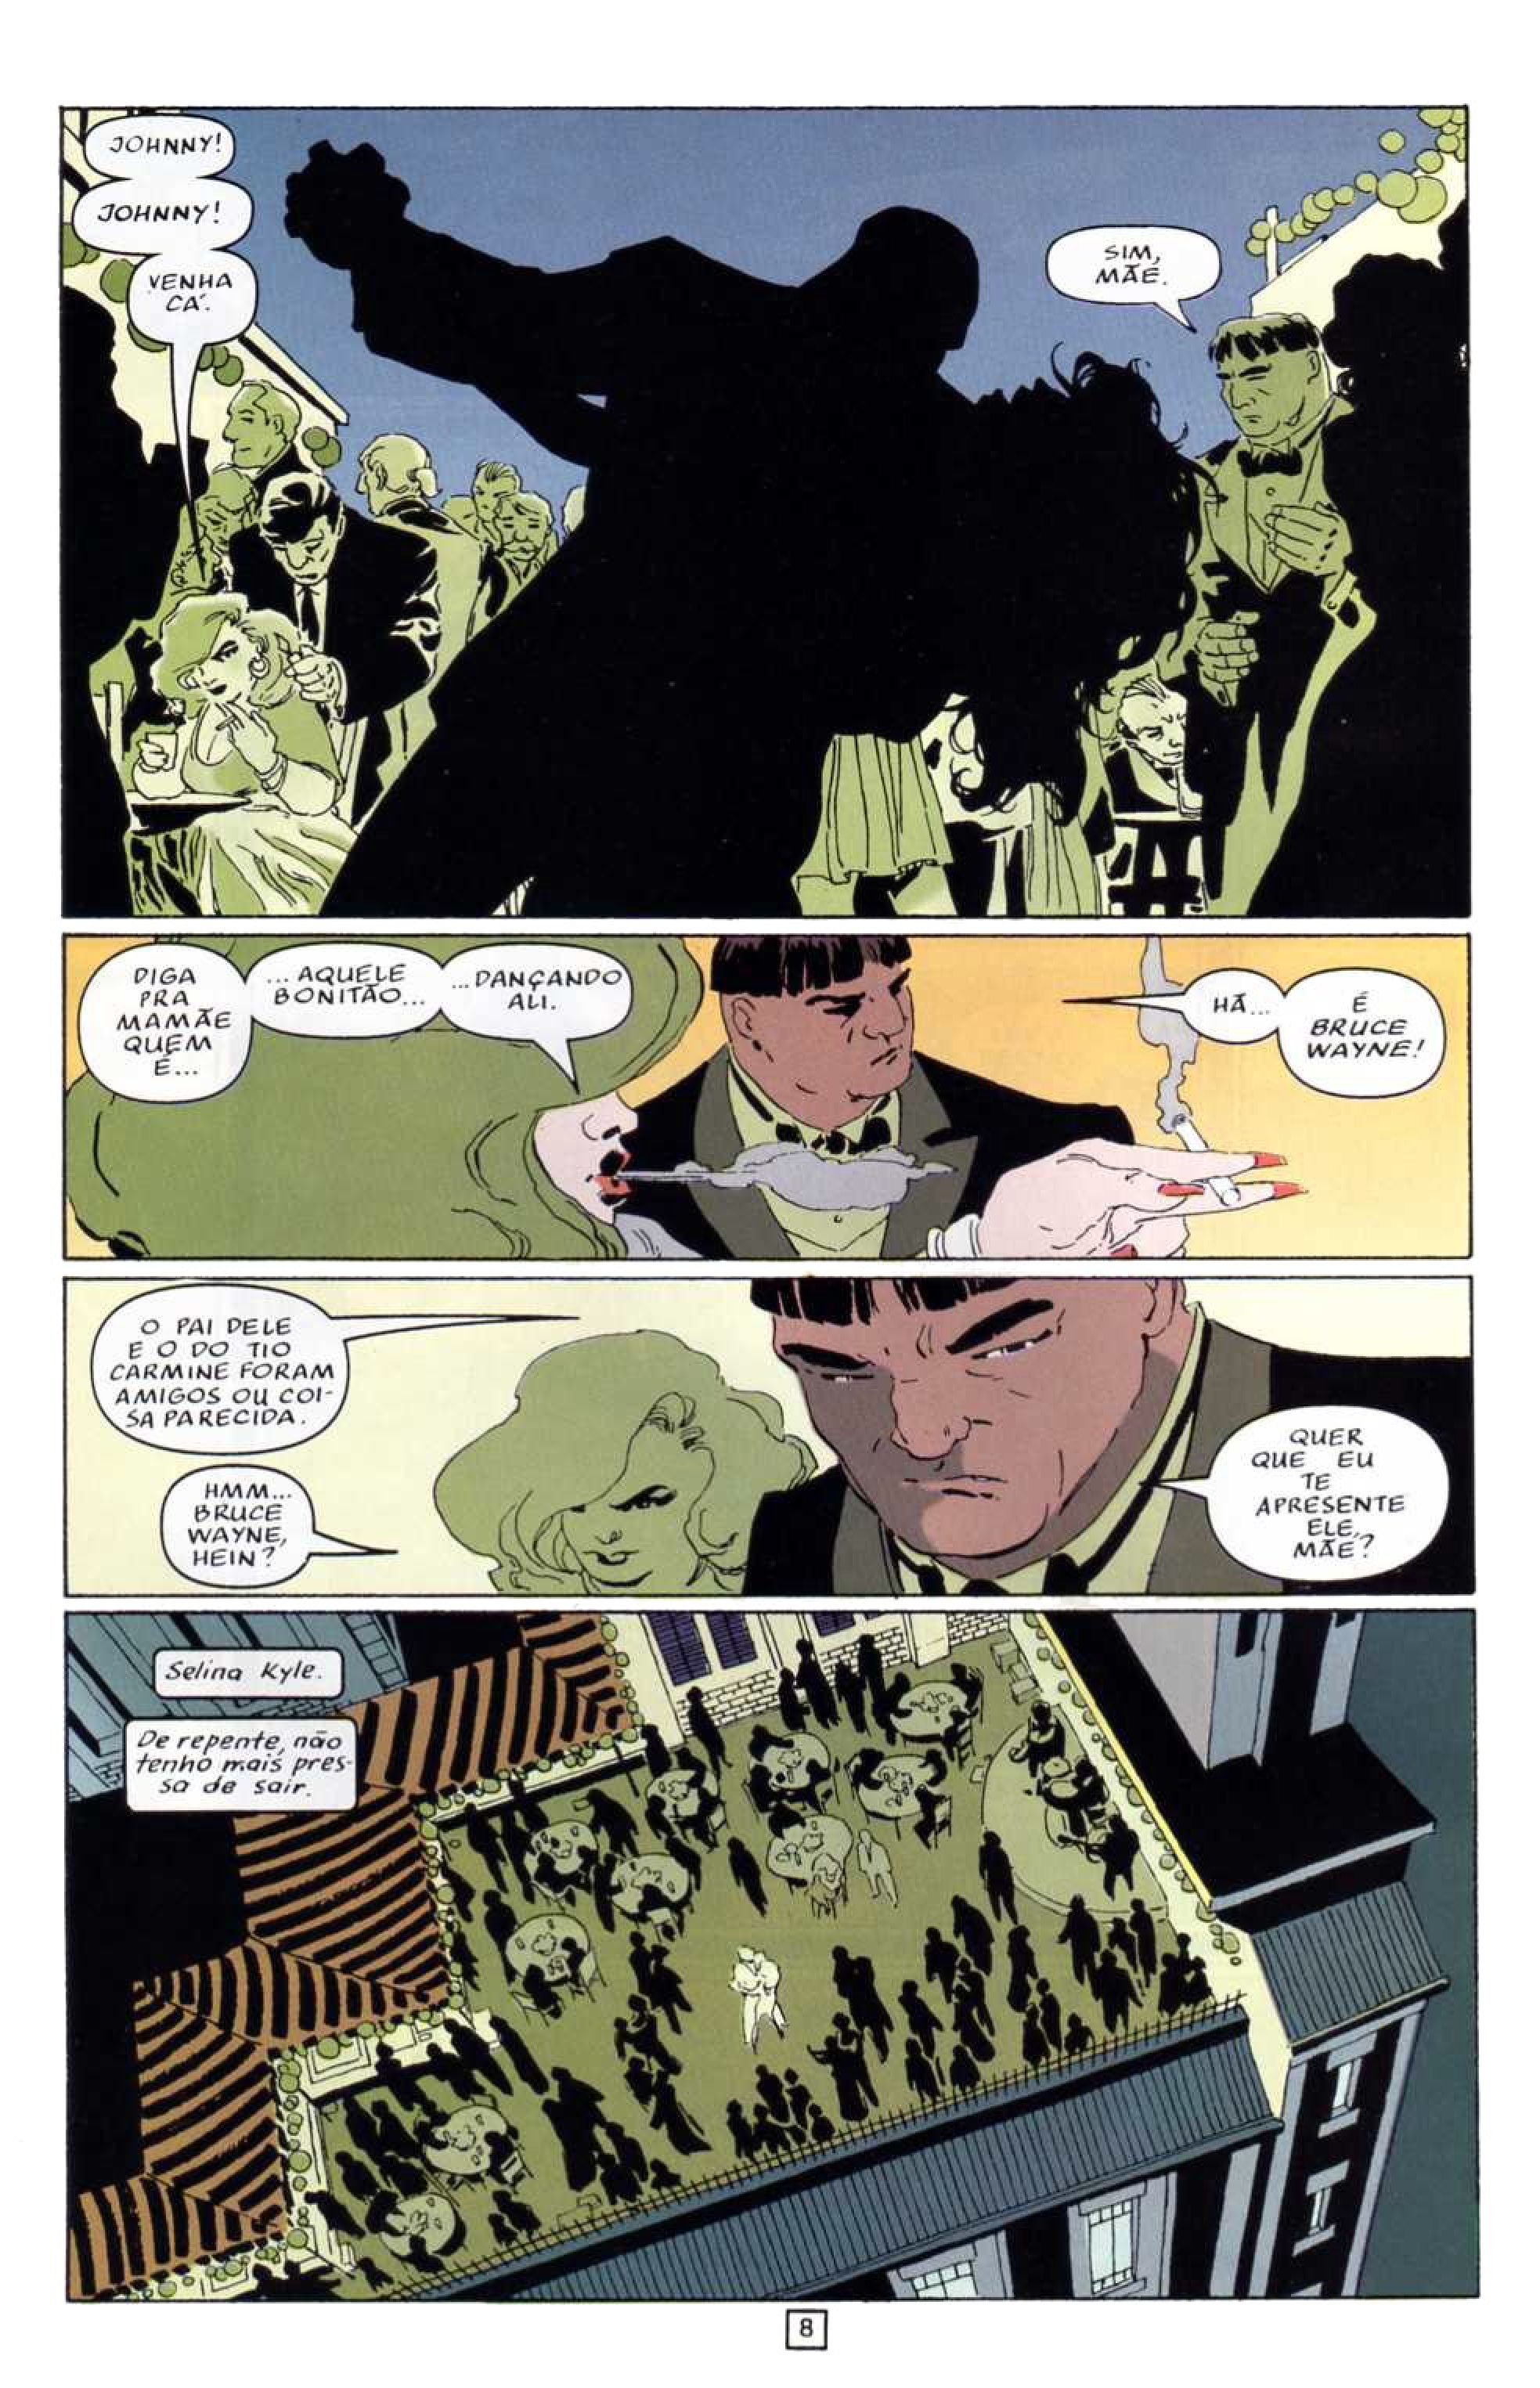 JOHNNY!
JOHNNY!
VENHA
CÁ.
SIM,
MÃE.
DIGA
PRA
MAMÃE
QUEM
É...
...AQUELE
BONITÃO...
...DANÇANDO
ALI.
HÃ...
É
BRUCE
WAYNE!
O PAI DELE
E O DO TIO
CARMINE FORAM
AMIGOS OU COI-
SA PARECIDA.
HMM...
BRUCE
WAYNE,
HEIN?
QUER
QUE EU
TE
APRESENTE
ELE,
MÃE?
Selina Kyle.
De repente, não
tenho mais pres-
sa de sair.
8